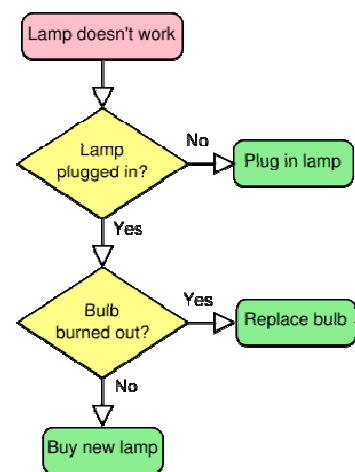 Lamp doesn't work
Lamp
plugged in?
No
Plug in lamp
Yes
Bulb
burned out?
Yes
Replace bulb
No
Buy new lamp